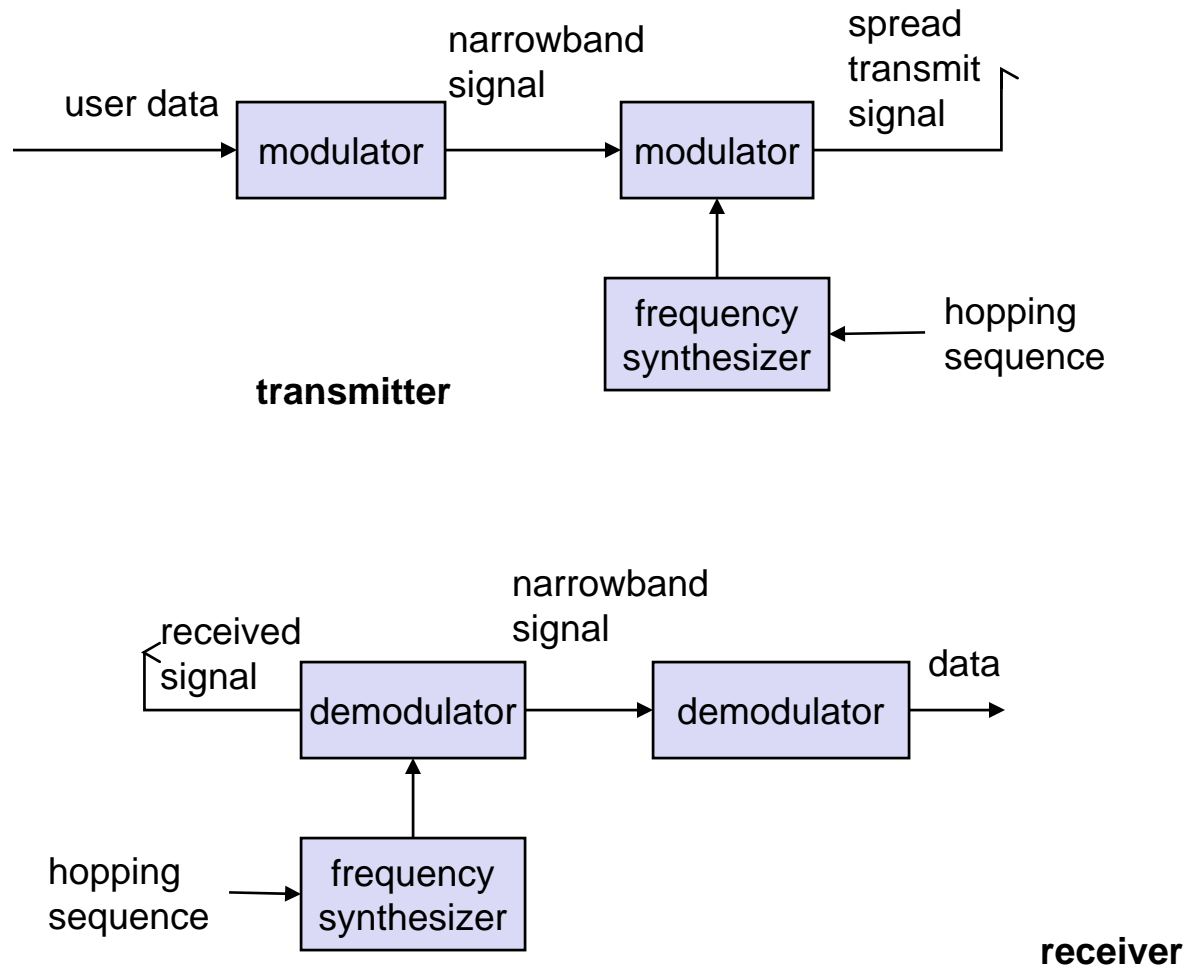 user data
modulator
narrowband
signal
modulator
spread
transmit
signal
frequency
synthesizer
hopping
sequence
transmitter
received
signal
demodulator
narrowband
signal
demodulator
data
hopping
sequence
frequency
synthesizer
receiver